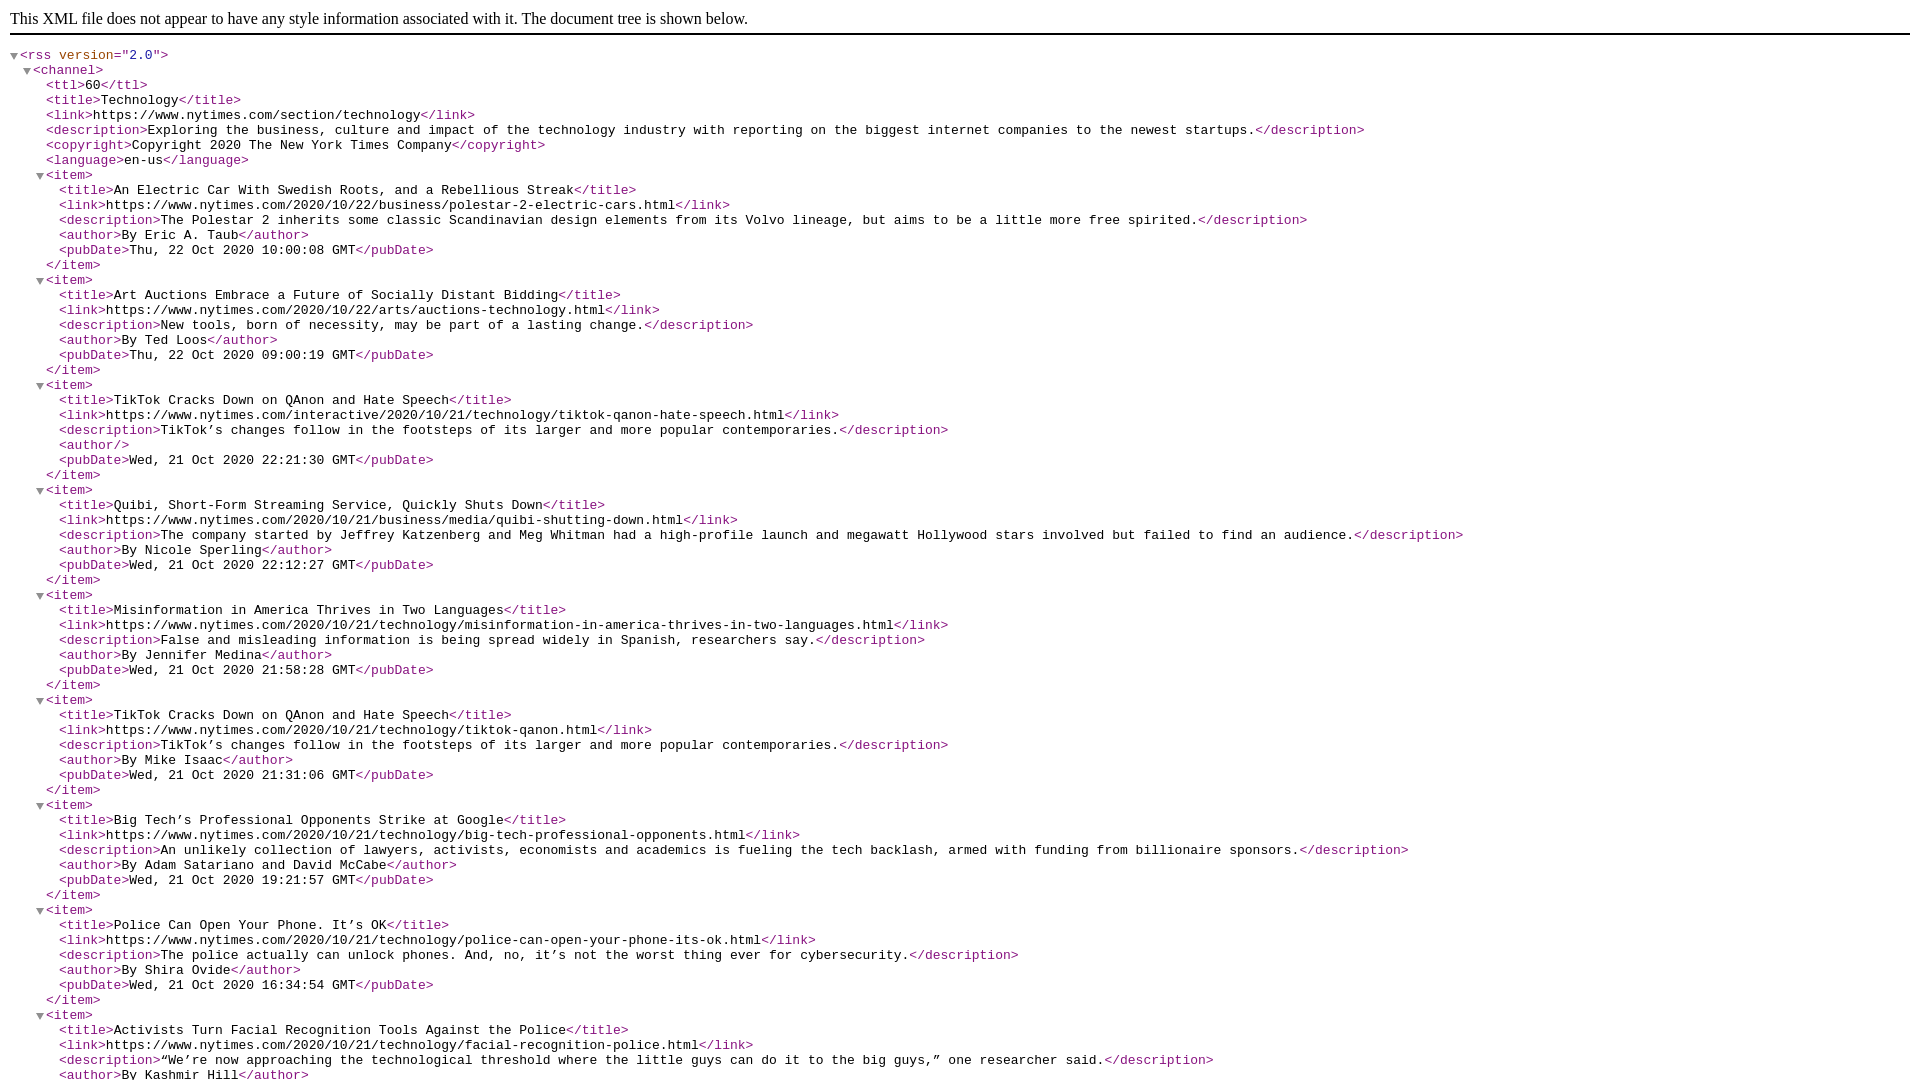 This XML file does not appear to have any style information associated with it. The document tree is shown below.
<rss version="2.0">
<channel>
<ttl>60</ttl>
<title>Technology</title>
<link>https://www.nytimes.com/section/technology</link>
<description>Exploring the business, culture and impact of the technology industry with reporting on the biggest internet companies to the newest startups.</description>
<copyright>Copyright 2020 The New York Times Company</copyright>
<language>en-us</language>
<item>
<title>An Electric Car With Swedish Roots, and a Rebellious Streak</title>
<link>https://www.nytimes.com/2020/10/22/business/polestar-2-electric-cars.html</link>
<description>The Polestar 2 inherits some classic Scandinavian design elements from its Volvo lineage, but aims to be a little more free spirited.</description>
<author>By Eric A. Taub</author>
<pubDate>Thu, 22 Oct 2020 10:00:08 GMT</pubDate>
</item>
<item>
<title>Art Auctions Embrace a Future of Socially Distant Bidding</title>
<link>https://www.nytimes.com/2020/10/22/arts/auctions-technology.html</link>
<description>New tools, born of necessity, may be part of a lasting change.</description>
<author>By Ted Loos</author>
<pubDate>Thu, 22 Oct 2020 09:00:19 GMT</pubDate>
</item>
<item>
<title>TikTok Cracks Down on QAnon and Hate Speech</title>
<link>https://www.nytimes.com/interactive/2020/10/21/technology/tiktok-qanon-hate-speech.html</link>
<description>TikTok’s changes follow in the footsteps of its larger and more popular contemporaries.</description>
<author/>
<pubDate>Wed, 21 Oct 2020 22:21:30 GMT</pubDate>
</item>
<item>
<title>Quibi, Short-Form Streaming Service, Quickly Shuts Down</title>
<link>https://www.nytimes.com/2020/10/21/business/media/quibi-shutting-down.html</link>
<description>The company started by Jeffrey Katzenberg and Meg Whitman had a high-profile launch and megawatt Hollywood stars involved but failed to find an audience.</description>
<author>By Nicole Sperling</author>
<pubDate>Wed, 21 Oct 2020 22:12:27 GMT</pubDate>
</item>
<item>
<title>Misinformation in America Thrives in Two Languages</title>
<link>https://www.nytimes.com/2020/10/21/technology/misinformation-in-america-thrives-in-two-languages.html</link>
<description>False and misleading information is being spread widely in Spanish, researchers say.</description>
<author>By Jennifer Medina</author>
<pubDate>Wed, 21 Oct 2020 21:58:28 GMT</pubDate>
</item>
<item>
<title>TikTok Cracks Down on QAnon and Hate Speech</title>
<link>https://www.nytimes.com/2020/10/21/technology/tiktok-qanon.html</link>
<description>TikTok’s changes follow in the footsteps of its larger and more popular contemporaries.</description>
<author>By Mike Isaac</author>
<pubDate>Wed, 21 Oct 2020 21:31:06 GMT</pubDate>
</item>
<item>
<title>Big Tech’s Professional Opponents Strike at Google</title>
<link>https://www.nytimes.com/2020/10/21/technology/big-tech-professional-opponents.html</link>
<description>An unlikely collection of lawyers, activists, economists and academics is fueling the tech backlash, armed with funding from billionaire sponsors.</description>
<author>By Adam Satariano and David McCabe</author>
<pubDate>Wed, 21 Oct 2020 19:21:57 GMT</pubDate>
</item>
<item>
<title>Police Can Open Your Phone. It’s OK</title>
<link>https://www.nytimes.com/2020/10/21/technology/police-can-open-your-phone-its-ok.html</link>
<description>The police actually can unlock phones. And, no, it’s not the worst thing ever for cybersecurity.</description>
<author>By Shira Ovide</author>
<pubDate>Wed, 21 Oct 2020 16:34:54 GMT</pubDate>
</item>
<item>
<title>Activists Turn Facial Recognition Tools Against the Police</title>
<link>https://www.nytimes.com/2020/10/21/technology/facial-recognition-police.html</link>
<description>“We’re now approaching the technological threshold where the little guys can do it to the big guys,” one researcher said.</description>
<author>By Kashmir Hill</author>